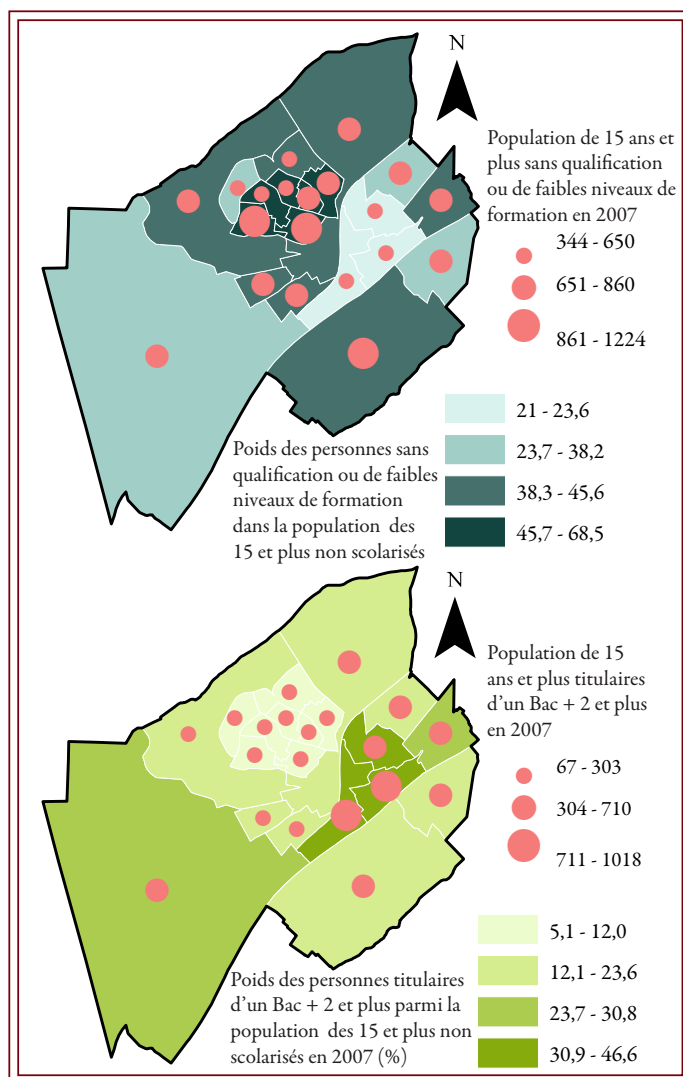 N
Population de 15 ans et
plus sans qualification
ou de faibles niveaux de
formation en 2007
344 - 650
651 - 860
861 - 1224
21 - 23,6
23,7 - 38,2
38,3 - 45,6
45,7 - 68,5
Poids des personnes sans
qualification ou de faibles
niveaux de formation
dans la population des
15 et plus non scolarisés
N
Population de 15
ans et plus titulaires
d'un Bac + 2 et plus
en 2007
67 - 303
304 - 710
711 - 1018
5,1 - 12,0
12,1 - 23,6
23,7 - 30,8
30,9 - 46,6
Poids des personnes titulaires
d'un Bac + 2 et plus parmi la
population des 15 et plus non
scolarisés en 2007 (%)